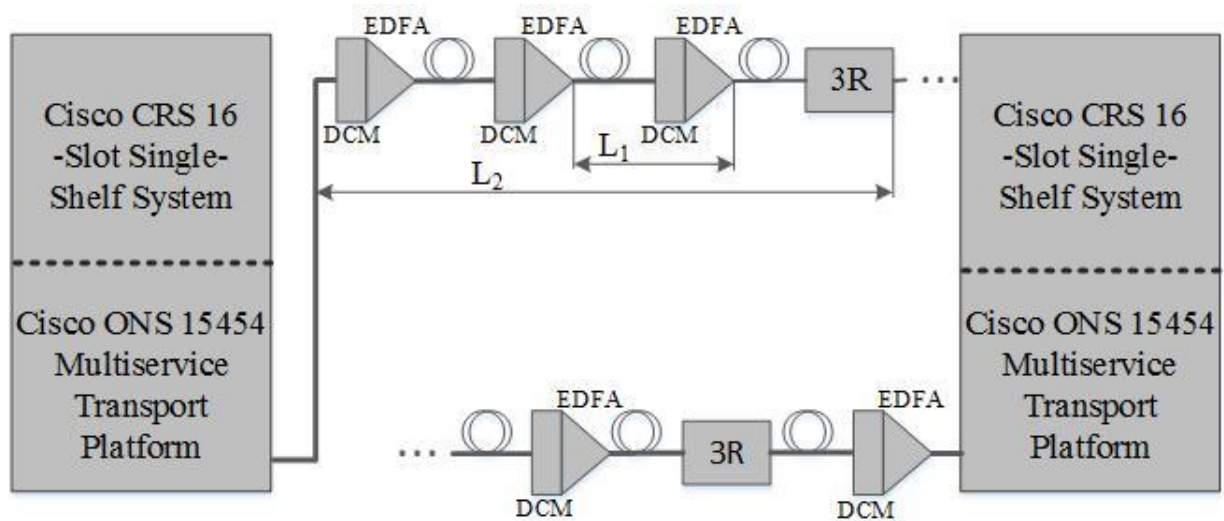 EDFA
EDFA
EDFA
Cisco CRS 16
-Slot Single-
Shelf System
3R
...
Cisco CRS 16
-Slot Single-
Shelf System
DCM
DCM
DCM
L₁
L₂
Cisco ONS 15454
Multiservice
Transport
Platform
Cisco ONS 15454
Multiservice
Transport
Platform
EDFA
EDFA
...
3R
DCM
DCM